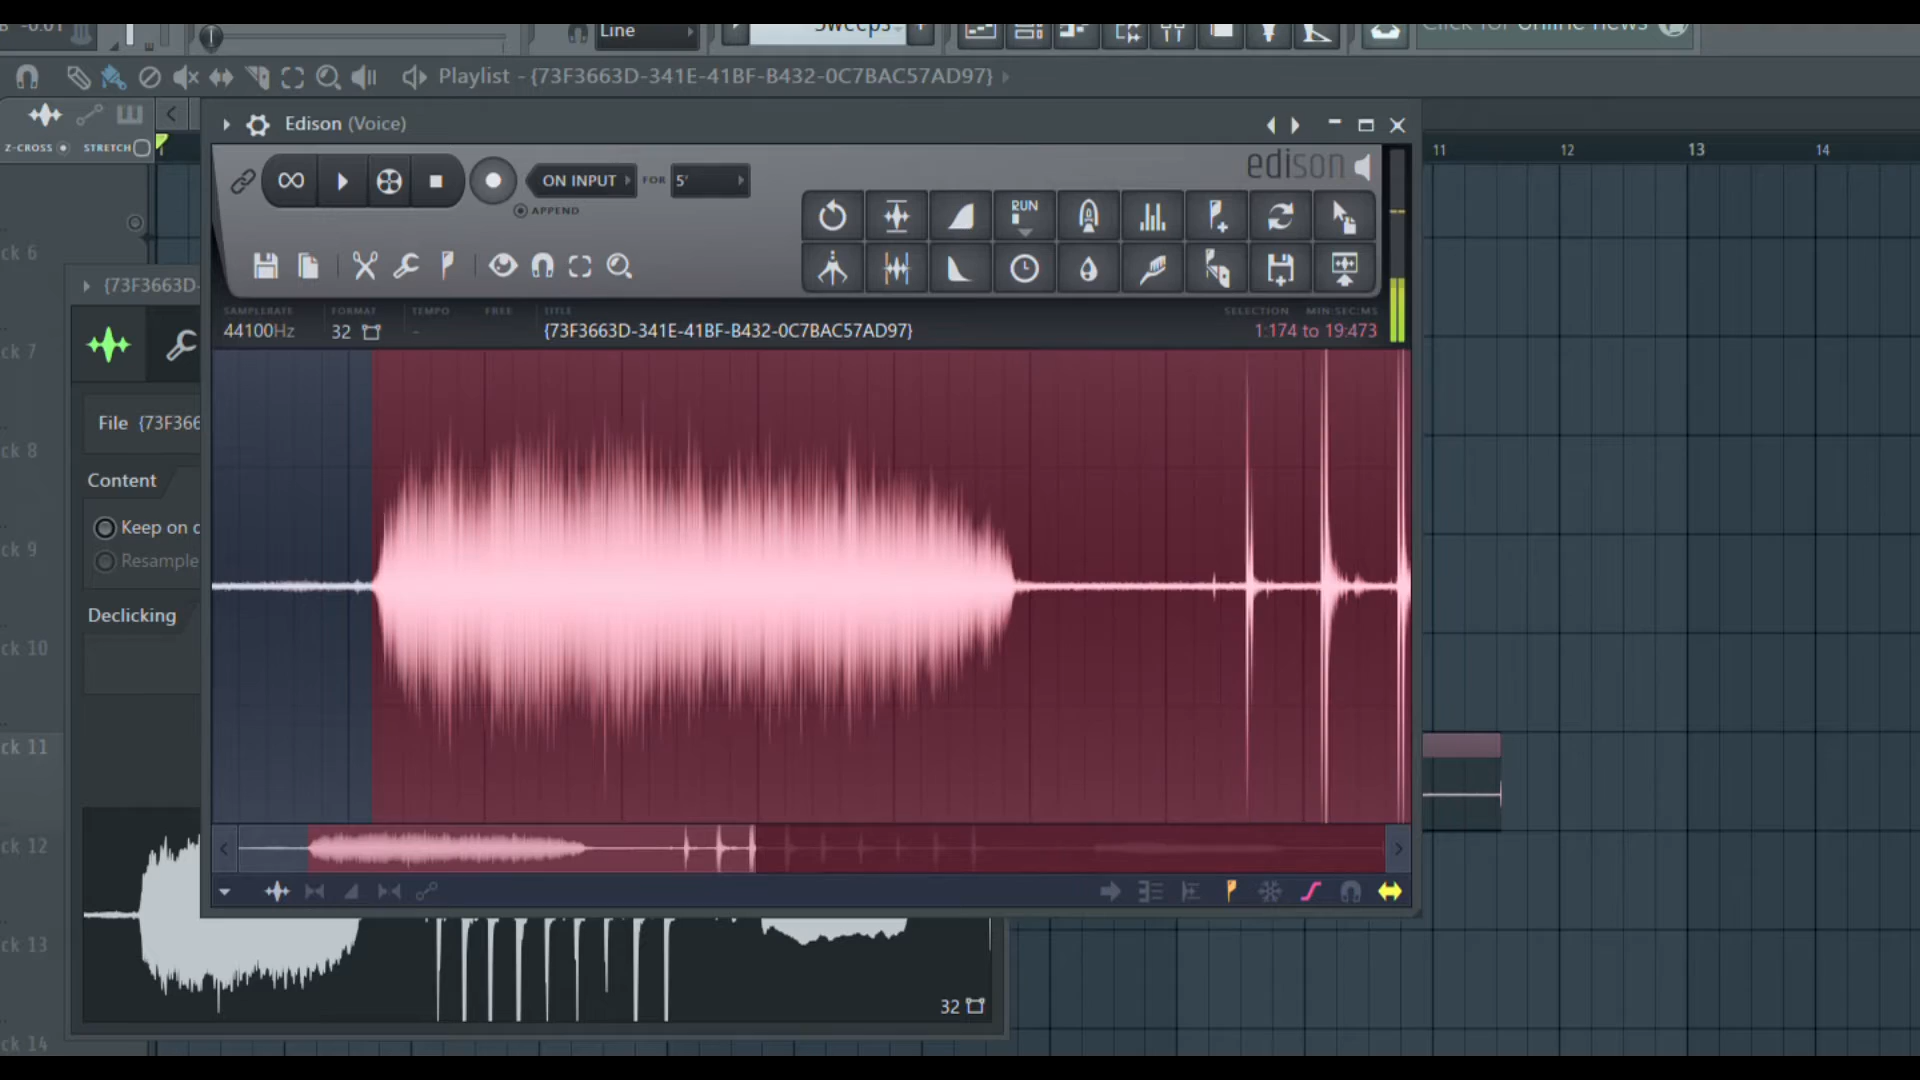 -0.01
Line
Sweeps
Click for Online news
Playlist - {73F3663D-341E-41BF-B432-0C7BAC57AD97}
Z-CROSS
STRETCH
11
12
13
14
Edison (Voice)
edison
ON INPUT
FOR
5'
APPEND
RUN
SAMPLERATE
FORMAT
TEMPO
FREE
TITLE
SELECTION
MIN:SEC:MS
44100Hz
32
-
{73F3663D-341E-41BF-B432-0C7BAC57AD97}
1:174 to 19:473
ck 6
{73F3663D-
ck 7
File {73F366
ck 8
Content
Keep on
ck 9
Resample
Declicking
ck 10
ck 11
ck 12
ck 13
32
ck 14